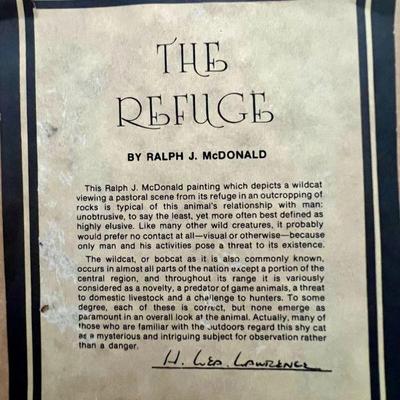 THE
REFUGE
BY RALPH J. McDONALD
This Ralph J. McDonald painting which depicts a wildcat
viewing a pastoral scene from its refuge in an outcropping of
rocks is typical of this animal's relationship with man:
unobtrusive, to say the least, yet more often best defined as
highly elusive. Like many other wild creatures, it probably
would prefer no contact at all—visual or otherwise—because
only man and his activities pose a threat to its existence.
The wildcat, or bobcat as it is also commonly known,
occurs in almost all parts of the nation except a portion of the
central region, and throughout its range it is variously
considered as a novelty, a predator of game animals, a threat
to domestic livestock and a challenge to hunters. To some
degree, each of these is correct, but none emerge as
paramount in an overall look at the animal. Actually, many of
those who are familiar with the outdoors regard this shy cat
as a mysterious and intriguing subject for observation rather
than a danger.
H. Lea Lawrence